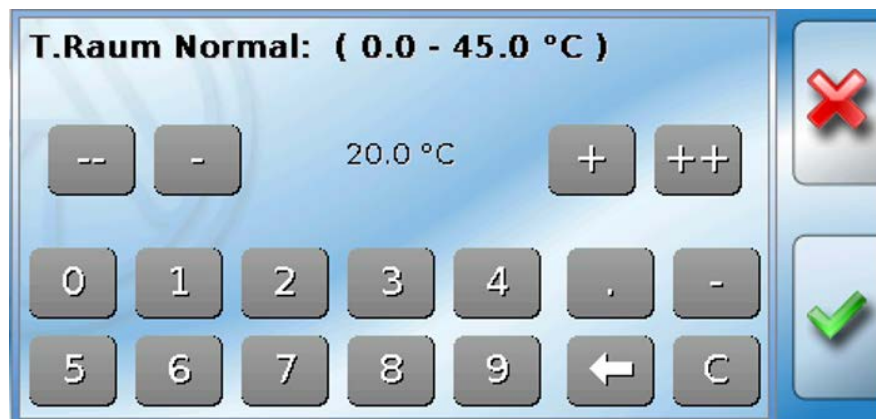 T.Raum Normal: ( 0.0 - 45.0 °C )
-- - 20.0 °C + ++
0 1 2 3 4 . -
5 6 7 8 9 C